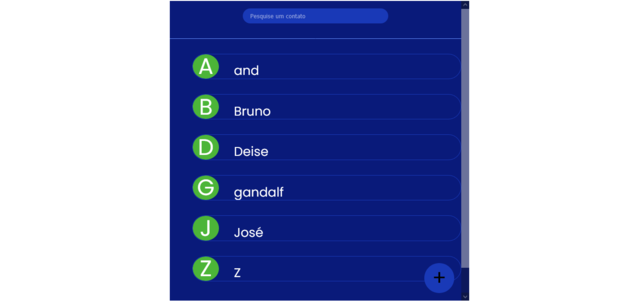 Pesquise um contato
A and
B Bruno
D Deise
G gandalf
J José
Z Z
+